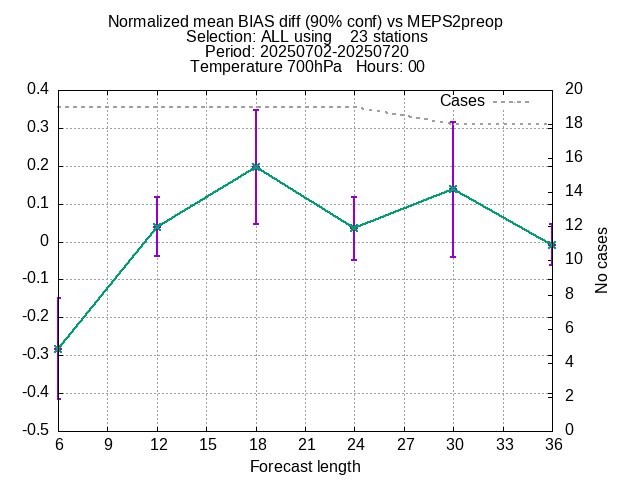 Normalized mean BIAS diff (90% conf) vs MEPS2preop
Selection: ALL using    23 stations
Period: 20250702-20250720
Temperature 700hPa   Hours: 00
Cases
0.4
0.3
0.2
0.1
0
-0.1
-0.2
-0.3
-0.4
-0.5
20
18
16
14
12
10
8
6
4
2
0
No cases
6 9 12 15 18 21 24 27 30 33 36
Forecast length